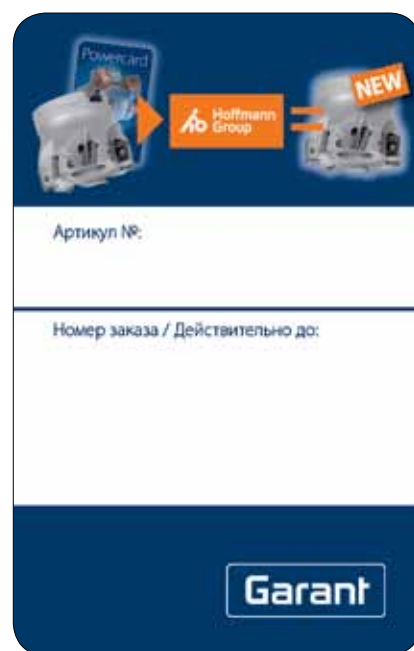 Powercard
NEW
Hoffmann
Group
Артикул №:
Номер заказа / Действительно до:
Garant